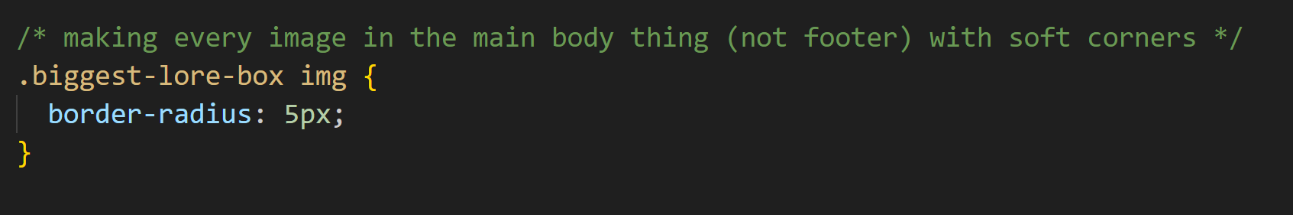 /* making every image in the main body thing (not footer) with soft corners */
.biggest-lore-box img {
border-radius: 5px;
}